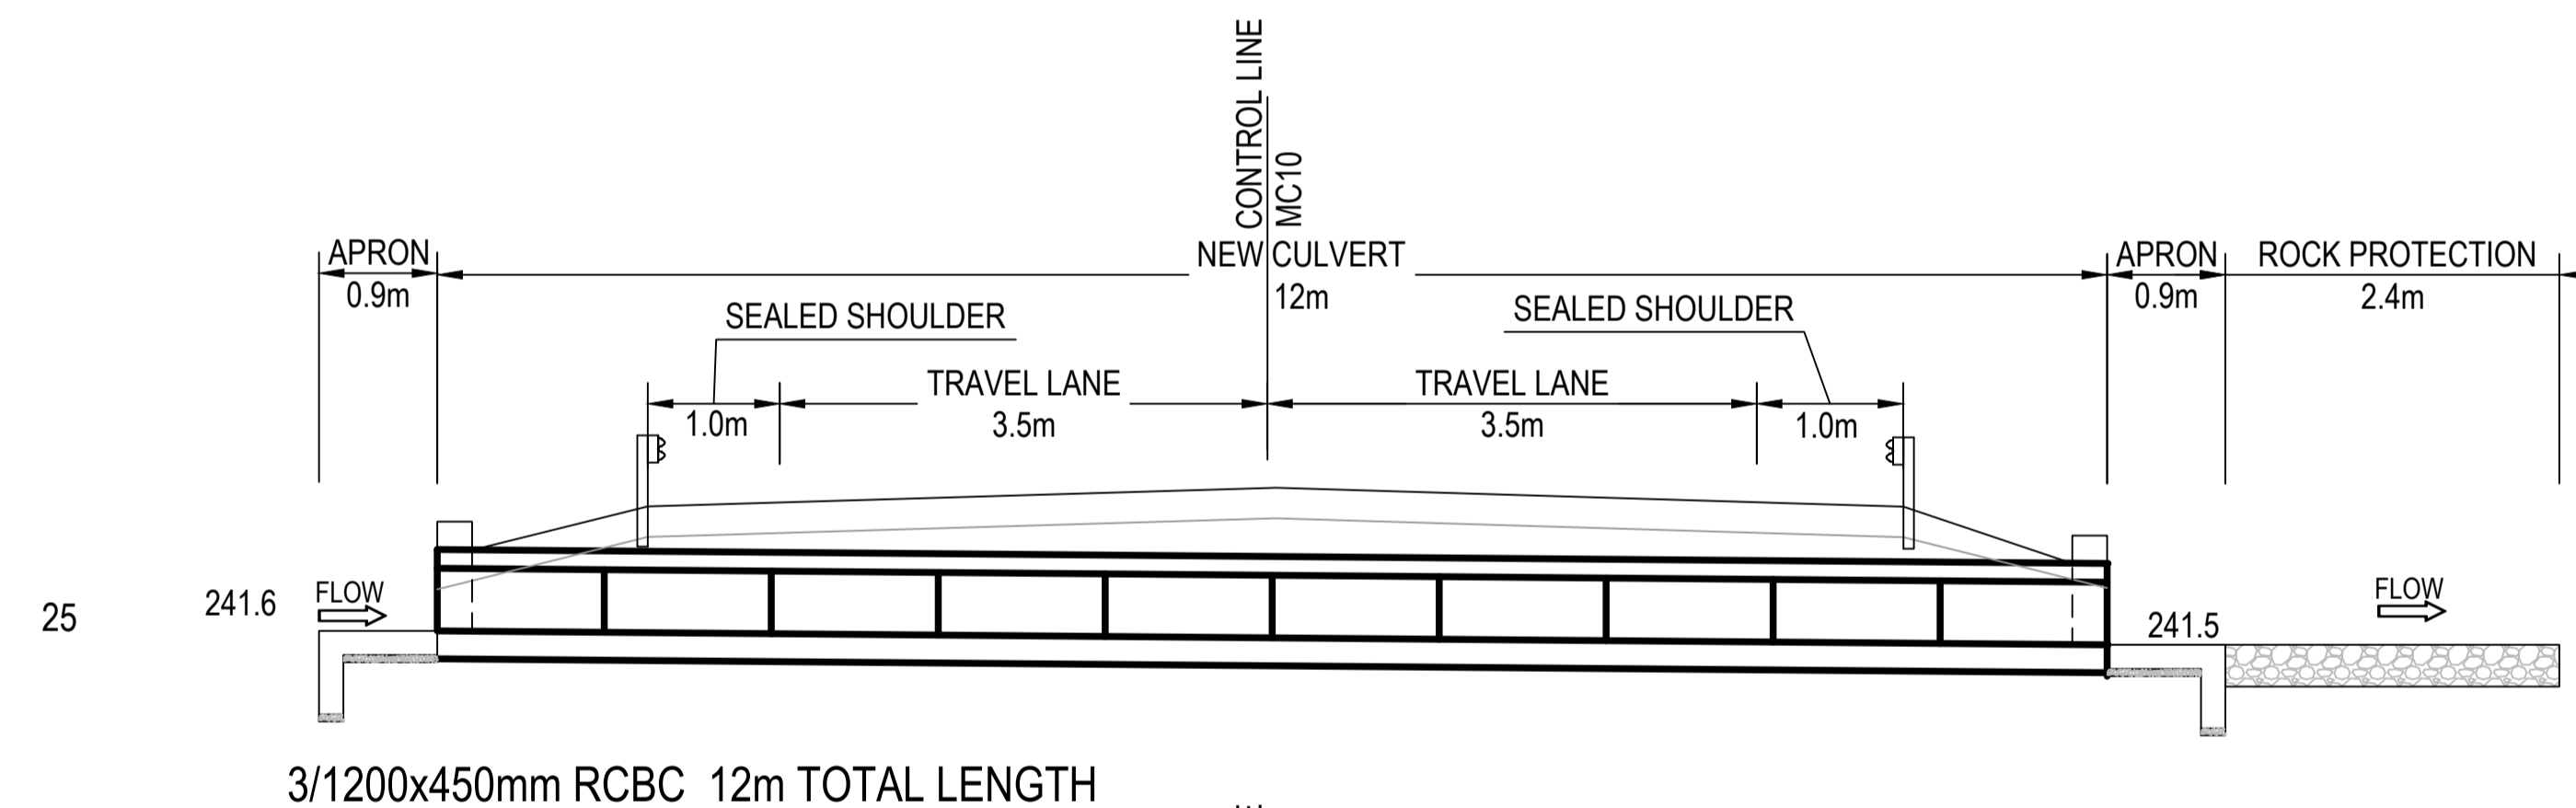 CONTROL LINE
MC10
APRON
0.9m
NEW CULVERT
12m
APRON
0.9m
ROCK PROTECTION
2.4m
SEALED SHOULDER
SEALED SHOULDER
1.0m
TRAVEL LANE
3.5m
TRAVEL LANE
3.5m
1.0m
25
241.6
FLOW
241.5
FLOW
3/1200x450mm RCBC 12m TOTAL LENGTH